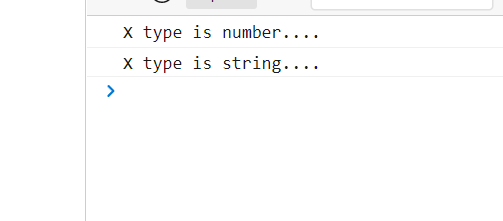 X type is number....
X type is string....